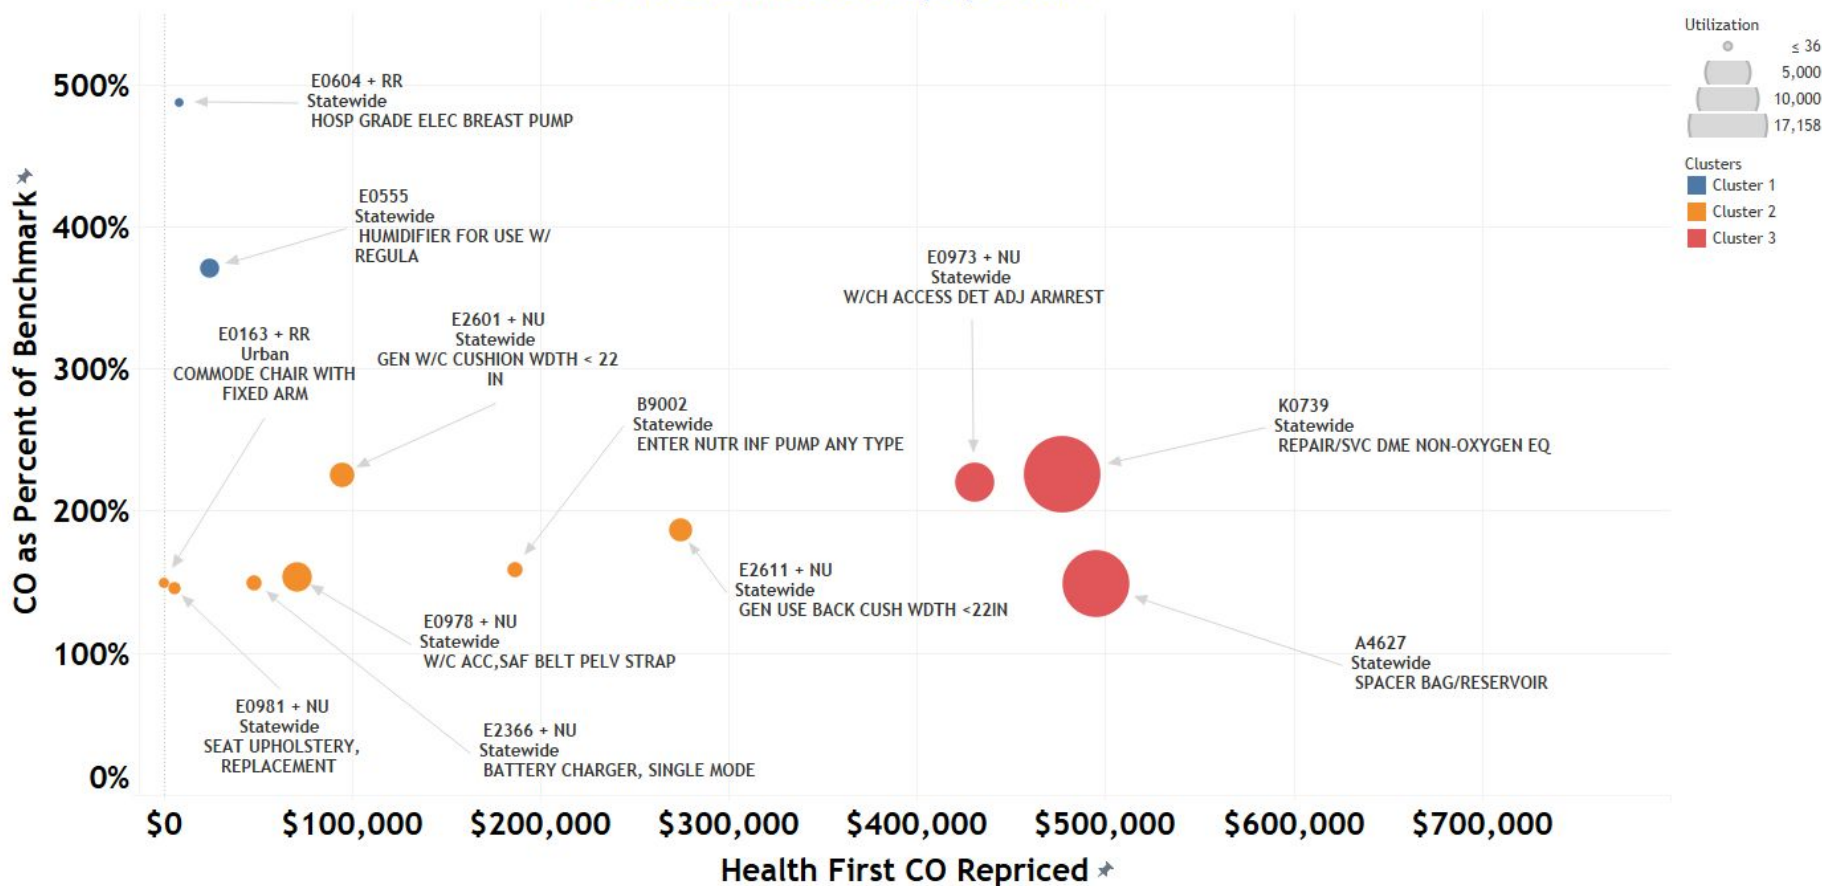 CO as Percent of Benchmark
500%
400%
300%
200%
100%
0%
E0604 + RR
Statewide
HOSP GRADE ELEC BREAST PUMP
E0555
Statewide
HUMIDIFIER FOR USE W/
REGULA
E0163 + RR
Urban
COMMODE CHAIR WITH
FIXED ARM
E2601 + NU
Statewide
GEN W/C CUSHION WDTH < 22
IN
B9002
Statewide
ENTER NUTR INF PUMP ANY TYPE
E0973 + NU
Statewide
W/CH ACCESS DET ADJ ARMREST
K0739
Statewide
REPAIR/SVC DME NON-OXYGEN EQ
E2611 + NU
Statewide
GEN USE BACK CUSH WDTH <22IN
E0978 + NU
Statewide
W/C ACC,SAF BELT PELV STRAP
A4627
Statewide
SPACER BAG/RESERVOIR
E0981 + NU
Statewide
SEAT UPHOLSTERY,
REPLACEMENT
E2366 + NU
Statewide
BATTERY CHARGER, SINGLE MODE
$0 $100,000 $200,000 $300,000 $400,000 $500,000 $600,000 $700,000
Health First CO Repriced
Utilization
≤ 36
5,000
10,000
17,158
Clusters
Cluster 1
Cluster 2
Cluster 3